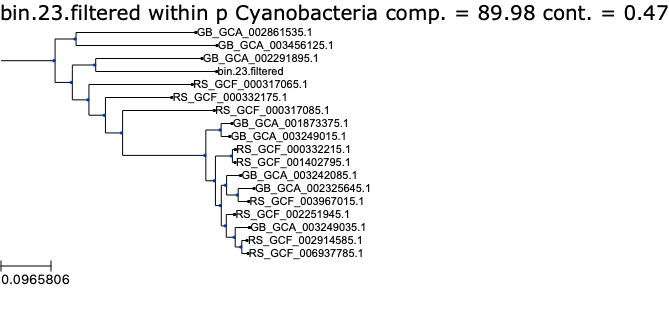 bin.23.filtered within p Cyanobacteria comp. = 89.98 cont. = 0.47
GB_GCA_002861535.1
GB_GCA_003456125.1
GB_GCA_002291895.1
bin.23.filtered
RS_GCF_000317065.1
RS_GCF_000332175.1
RS_GCF_000317085.1
GB_GCA_001873375.1
GB_GCA_003249015.1
RS_GCF_000332215.1
RS_GCF_001402795.1
GB_GCA_003242085.1
GB_GCA_002325645.1
RS_GCF_003967015.1
RS_GCF_002251945.1
GB_GCA_003249035.1
RS_GCF_002914585.1
RS_GCF_006937785.1
0.0965806